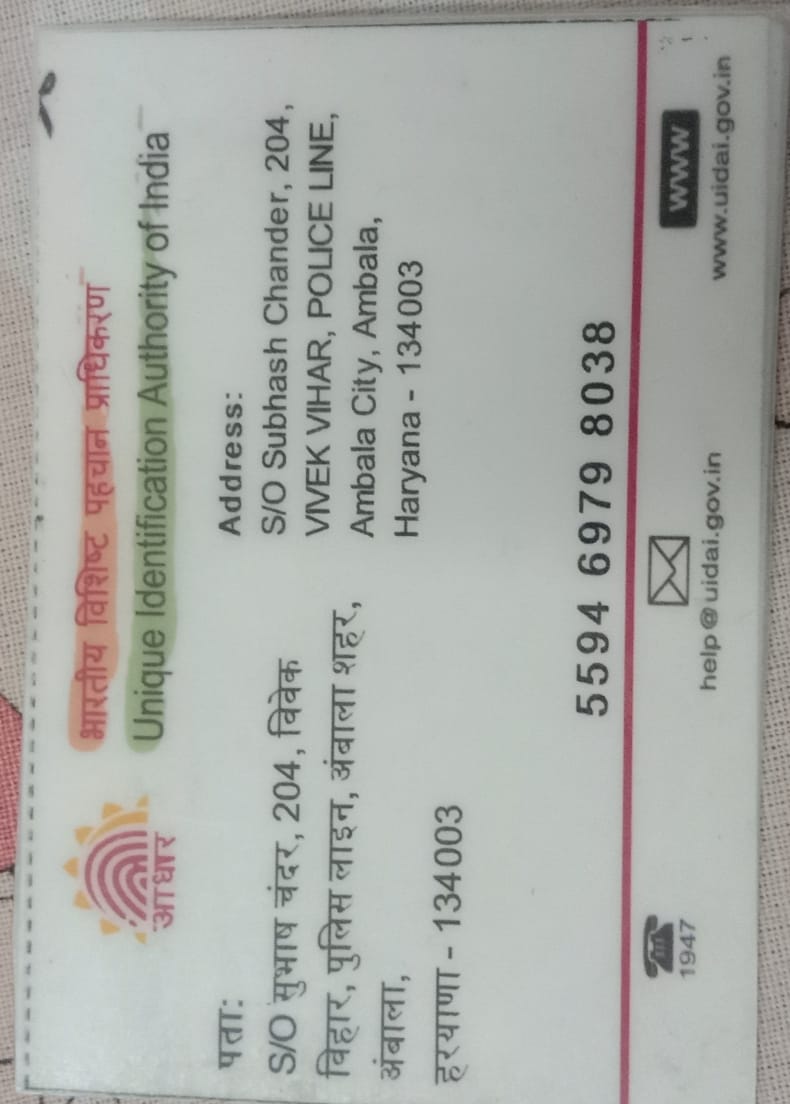 भारतीय विशिष्ट पहचान प्राधिकरण
Unique Identification Authority of India
आधार
पता:
S/O सुभाष चंदर, 204, विवेक
विहार, पुलिस लाइन, अंबाला शहर,
अंबाला,
हरयाणा - 134003
Address:
S/O Subhash Chander, 204,
VIVEK VIHAR, POLICE LINE,
Ambala City, Ambala,
Haryana - 134003
5594 6979 8038
1947
help@uidai.gov.in
www
www.uidai.gov.in